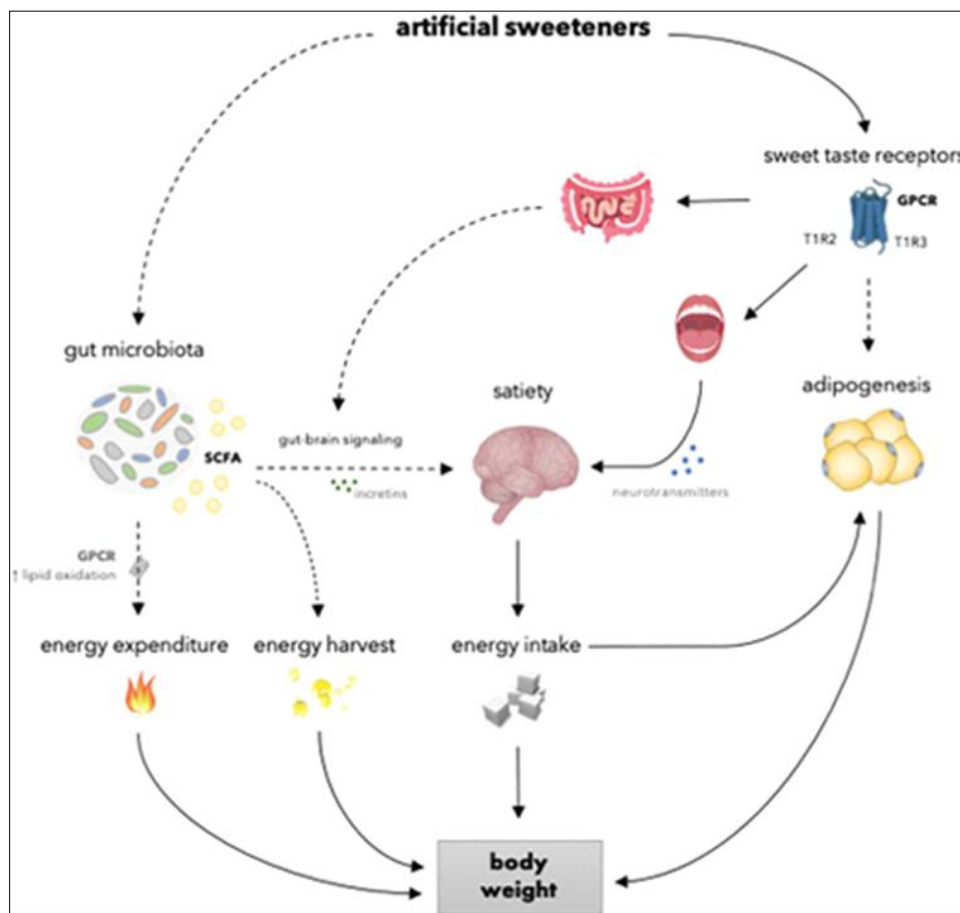 artificial sweeteners
sweet taste receptors
GPCR
T1R2
T1R3
gut microbiota
satiety
adipogenesis
gut-brain signaling
SCFA
incretins
neurotransmitters
GPCR
↑ lipid oxidation
energy expenditure
energy harvest
energy intake
body
weight